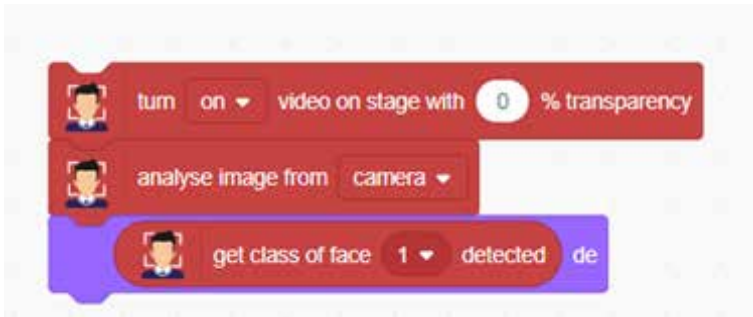 turn on video on stage with 0 % transparency
analyse image from camera
get class of face 1 detected de